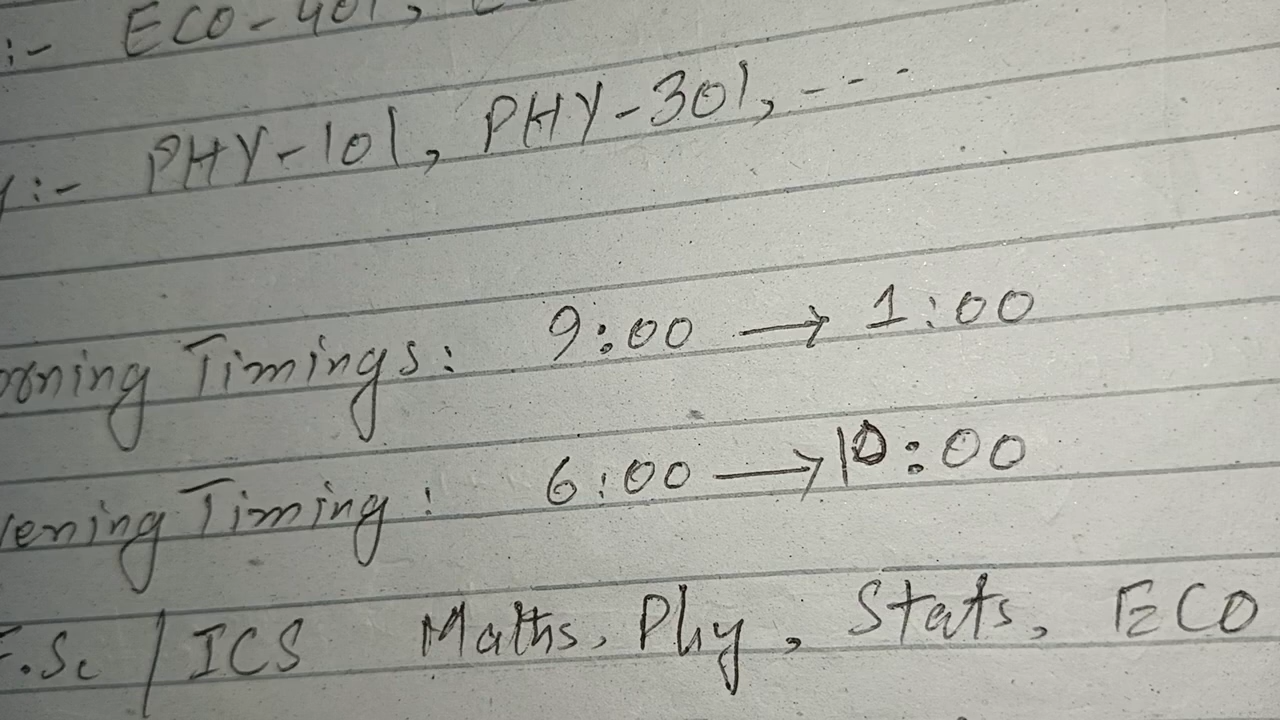 :- ECO-401,
:- PHY-101, PHY-301, ---
orning Timings: 9:00 → 1:00
ening Timing: 6:00 → 10:00
F.Sc / ICS Maths, Phy, Stats, ECO